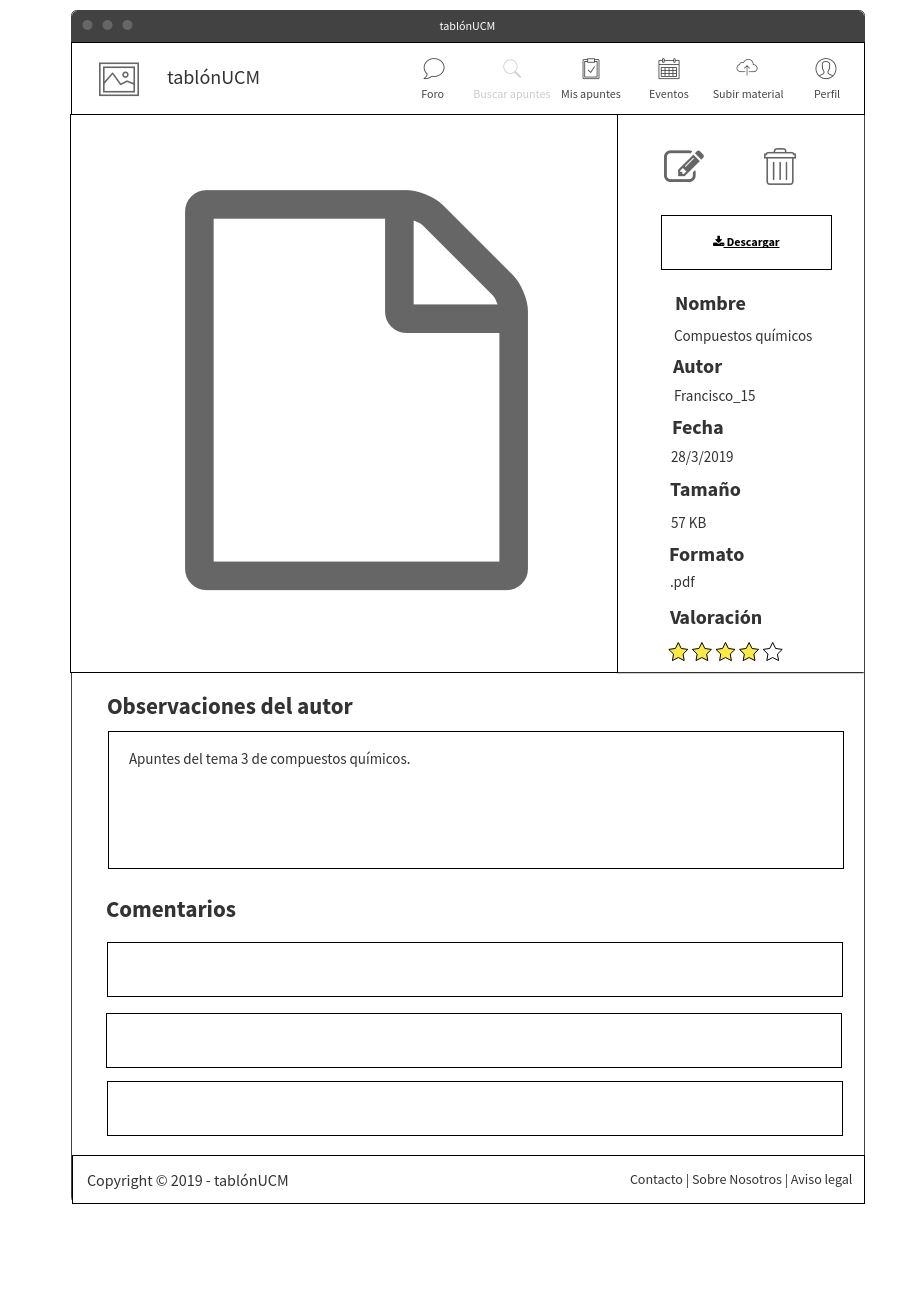 tablónUCM
tablónUCM
Foro
Buscar apuntes
Mis apuntes
Eventos
Subir material
Perfil
Descargar
Nombre
Compuestos químicos
Autor
Francisco_15
Fecha
28/3/2019
Tamaño
57 KB
Formato
.pdf
Valoración
Observaciones del autor
Apuntes del tema 3 de compuestos químicos.
Comentarios
Copyright © 2019 - tablónUCM
Contacto | Sobre Nosotros | Aviso legal